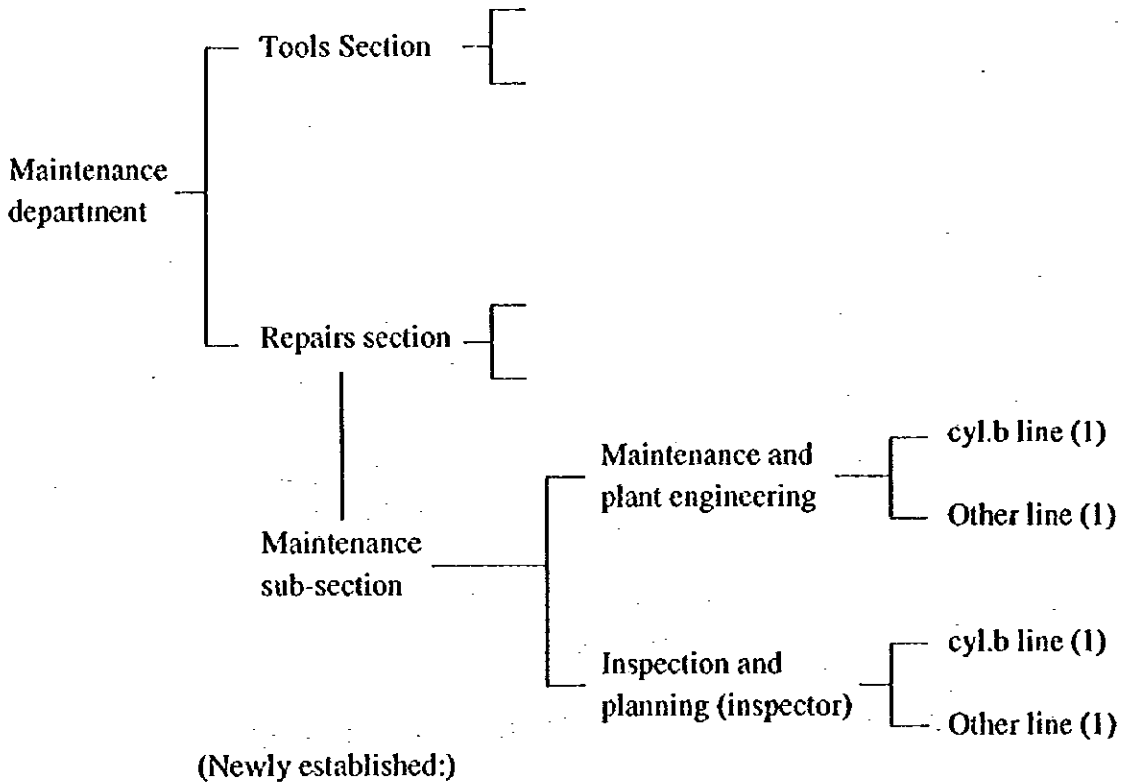 Tools Section
Maintenance
department
Repairs section
cyl.b line (1)
Maintenance and
plant engineering
Other line (1)
Maintenance
sub-section
cyl.b line (1)
Inspection and
planning (inspector)
Other line (1)
(Newly established:)